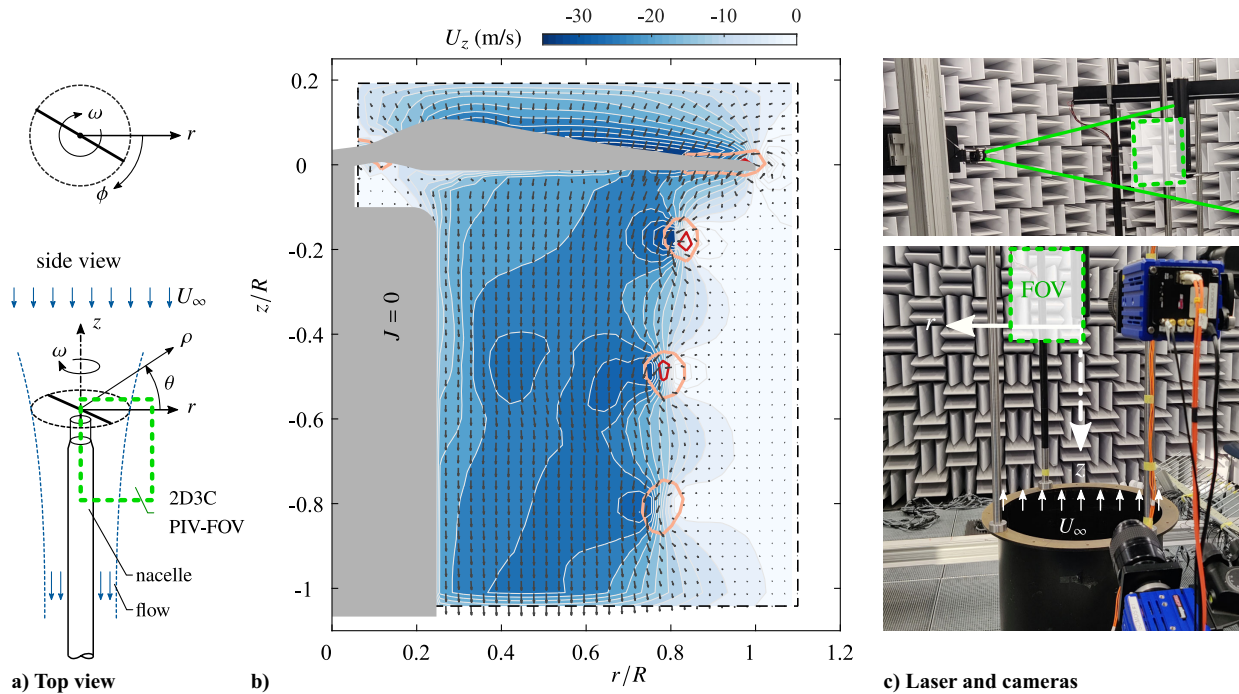 ω
r
ϕ
side view
U∞
z
ρ
ω
θ
r
2D3C
PIV-FOV
nacelle
flow
a) Top view
-30 -20 -10 0
U_z (m/s)
0.2
0
-0.2
-0.4
-0.6
-0.8
-1
z/R
J = 0
0 0.2 0.4 0.6 0.8 1.0 1.2
r/R
b)
FOV
r
z
U∞
c) Laser and cameras